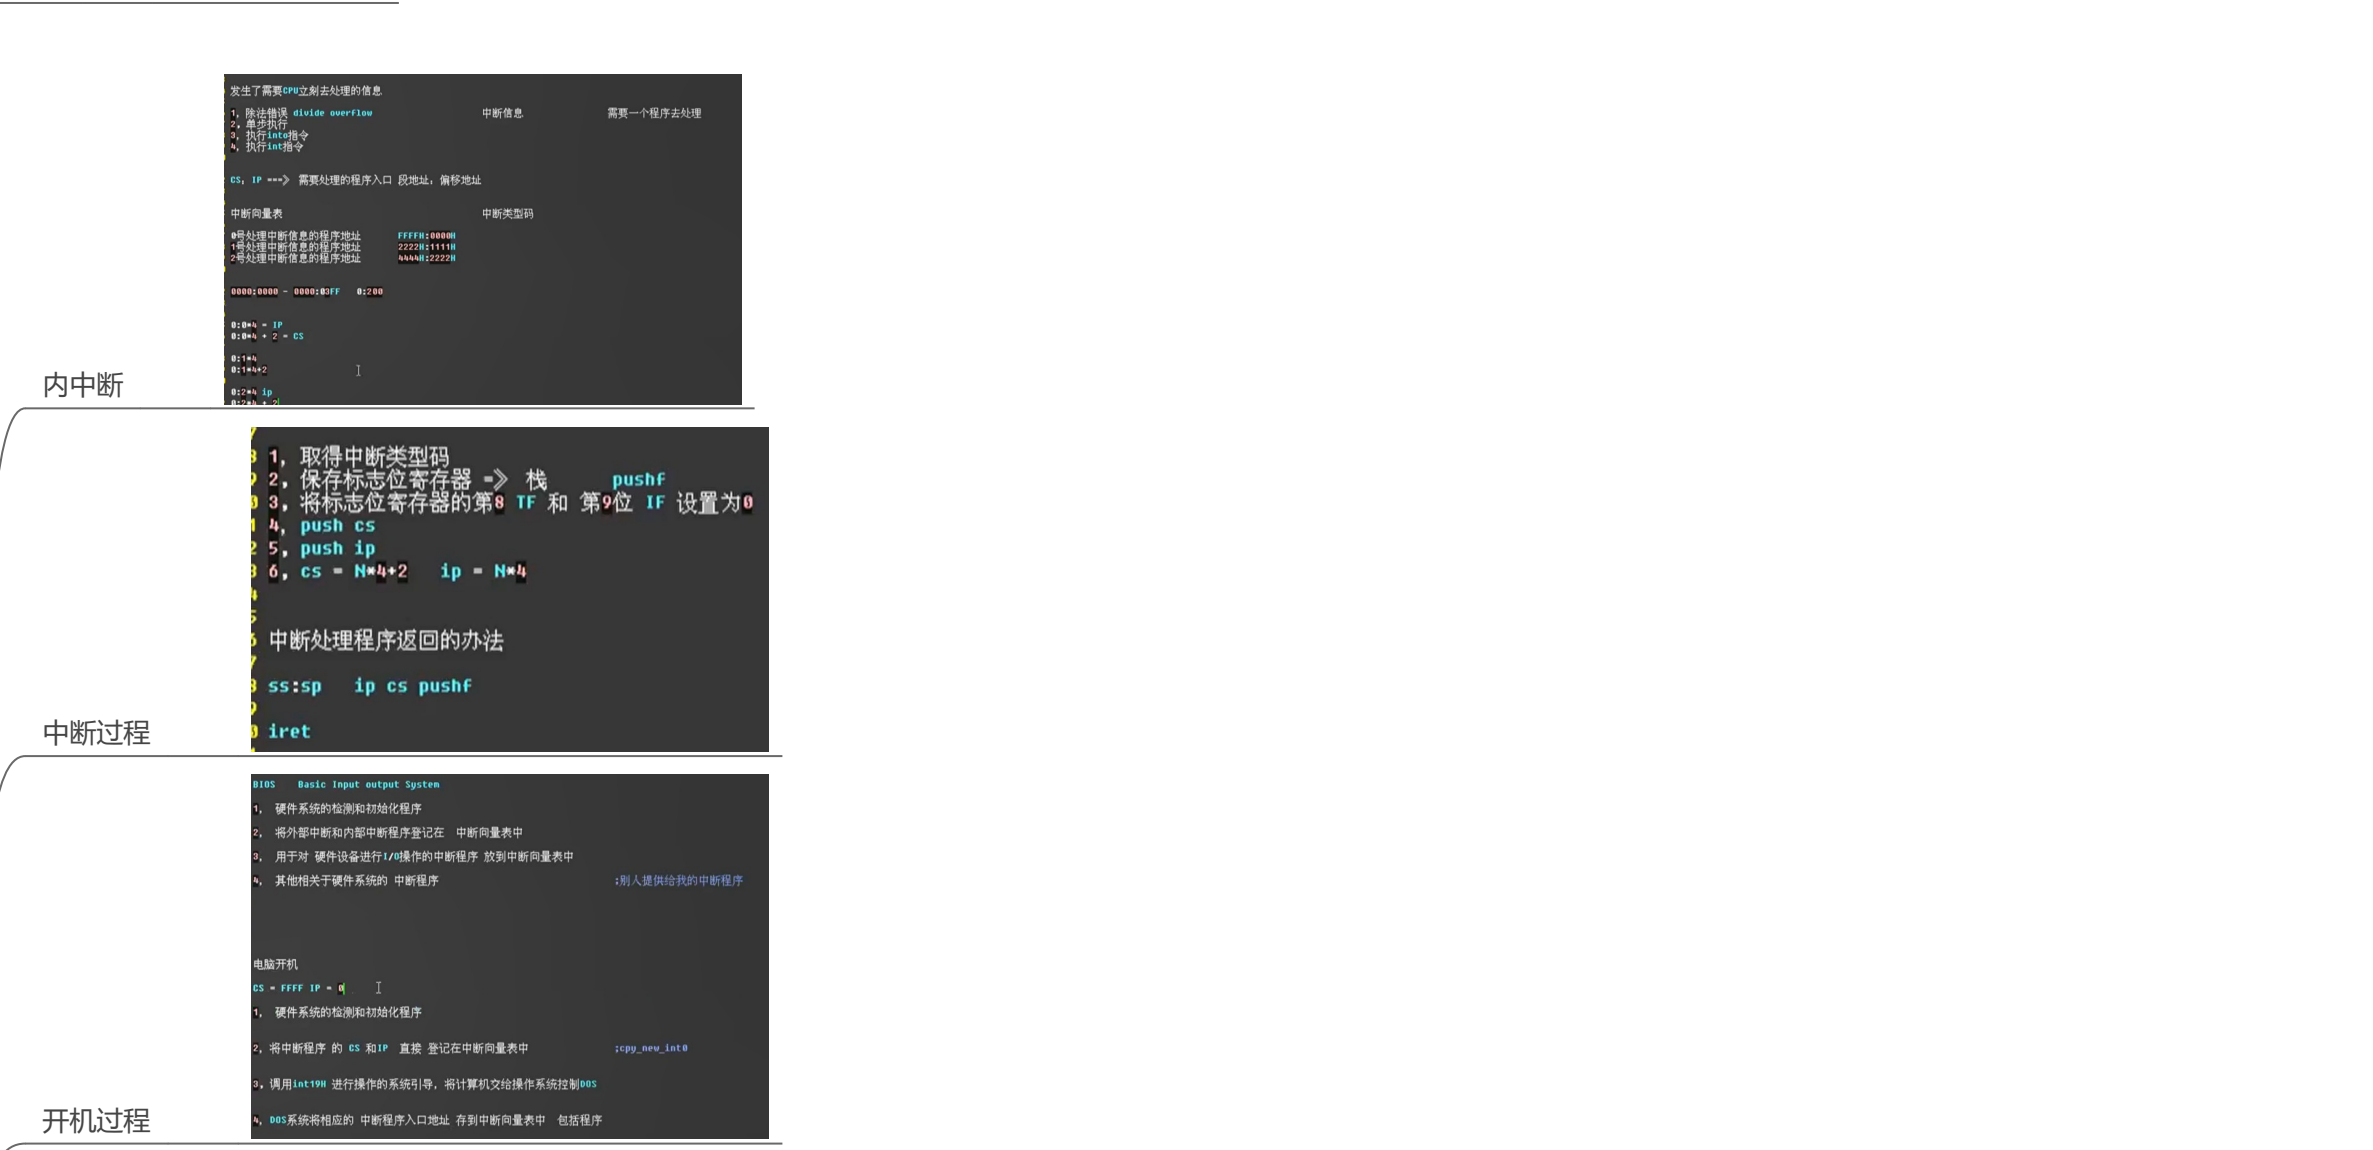 发生了需要CPU立刻去处理的信息
1, 除法错误 divide overflow 中断信息 需要一个程序去处理
2, 单步执行
3, 执行into指令
4, 执行int指令
CS, IP ===》 需要处理的程序入口 段地址, 偏移地址
中断向量表 中断类型码
0号处理中断信息的程序地址 FFFFH:0000H
1号处理中断信息的程序地址 2222H:1111H
2号处理中断信息的程序地址 4444H:2222H
0000:0000 - 0000:03FF 0:200
0:0*4 = IP
0:0*4 + 2 = CS
0:1*4
0:1*4+2
0:2*4 ip
0:2*4 + 2
内中断
1, 取得中断类型码
2, 保存标志位寄存器 =》 栈 pushf
3, 将标志位寄存器的第8 TF 和 第9位 IF 设置为0
4, push cs
5, push ip
6, cs = N*4+2 ip = N*4
中断处理程序返回的办法
ss:sp ip cs pushf
iret
中断过程
BIOS Basic Input output System
1, 硬件系统的检测和初始化程序
2, 将外部中断和内部中断程序登记在 中断向量表中
3, 用于对 硬件设备进行I/O操作的中断程序 放到中断向量表中
4, 其他相关于硬件系统的 中断程序 ;别人提供给我的中断程序
电脑开机
CS = FFFF IP = 0
1, 硬件系统的检测和初始化程序
2, 将中断程序 的 CS 和IP 直接 登记在中断向量表中 ;cpy_new_int0
3, 调用int19H 进行操作的系统引导, 将计算机交给操作系统控制DOS
4, DOS系统将相应的 中断程序入口地址 存到中断向量表中 包括程序
开机过程